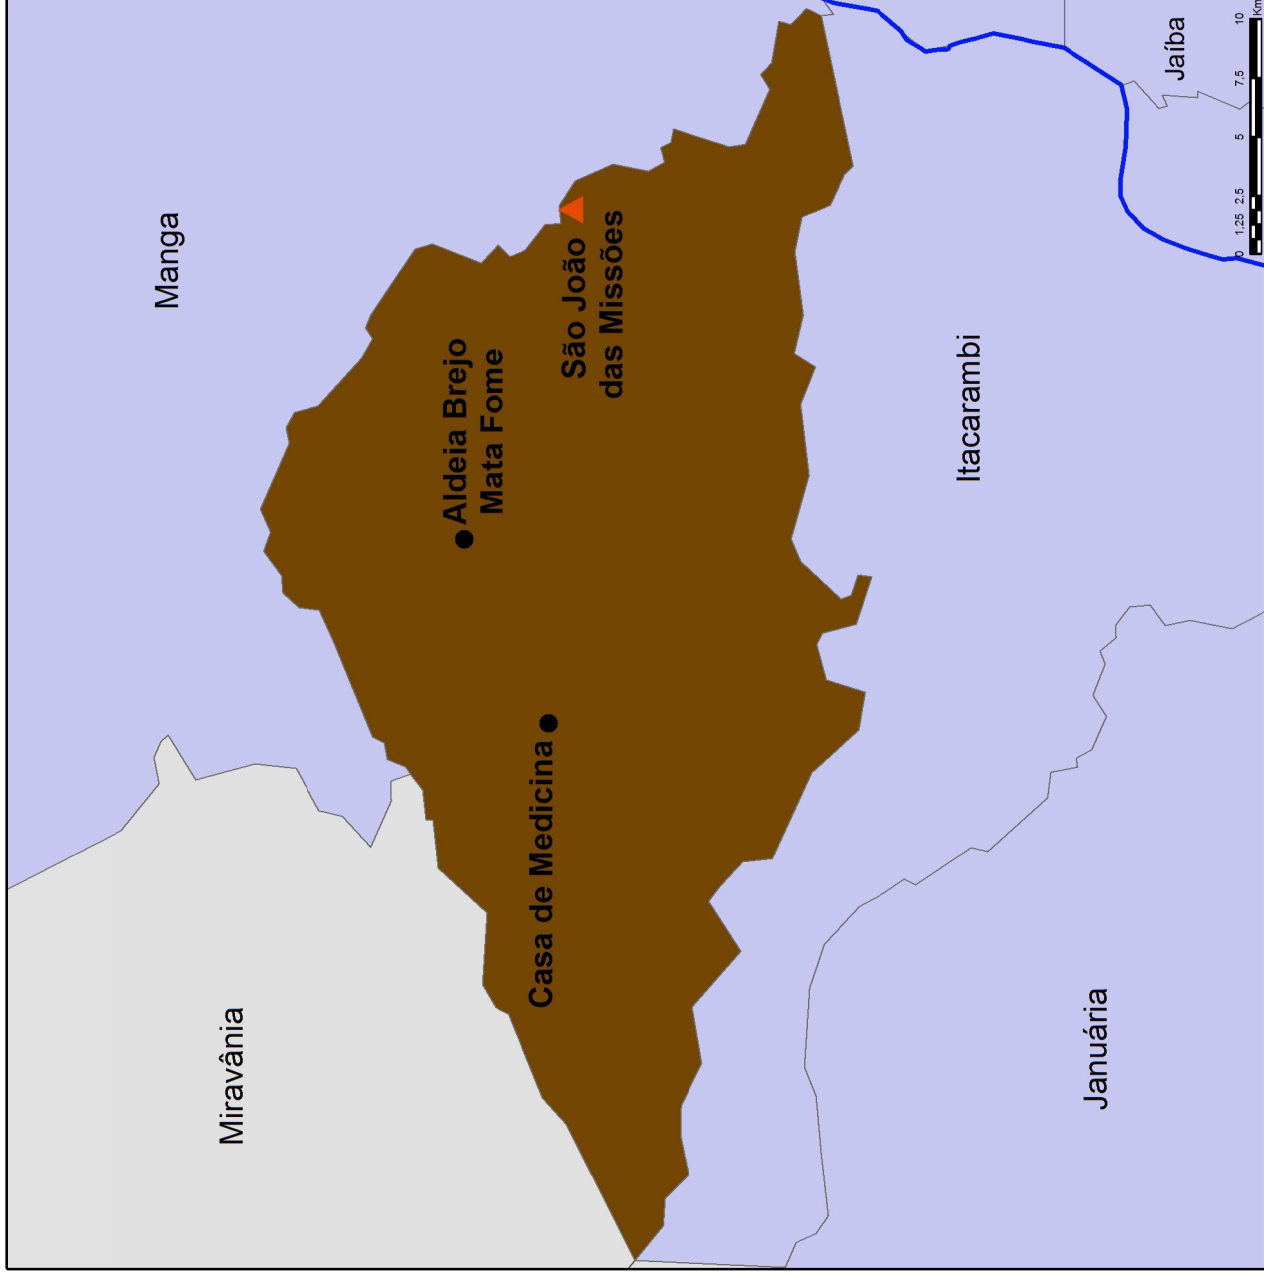 Manga
Miravânia
Aldeia Brejo
Mata Fome
São João
das Missões
Casa de Medicina
Itacarambi
Januária
Jaíba
0 1,25 2,5 5 7,5 10
Km